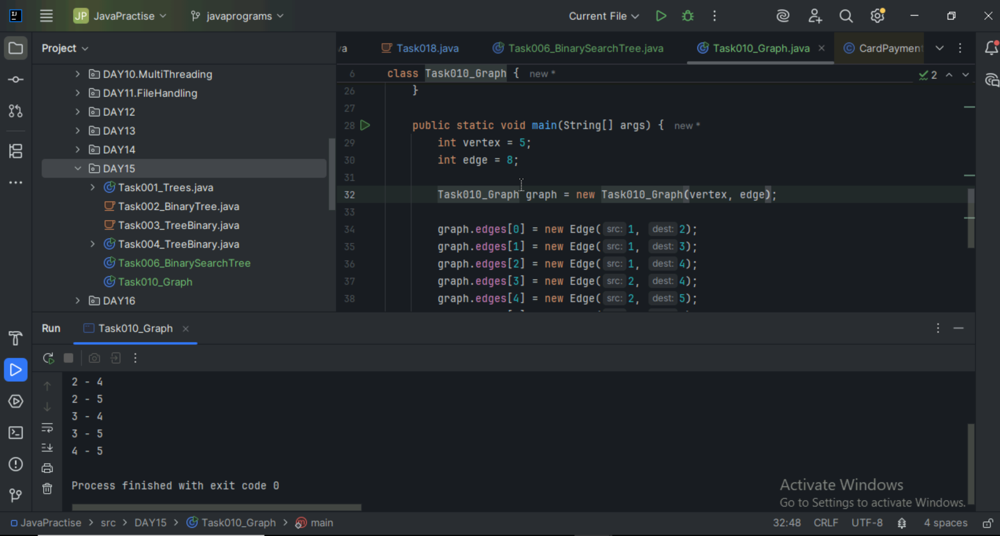 JP JavaPractise javaprograms Current File
Project
va Task018.java Task006_BinarySearchTree.java Task010_Graph.java CardPayment
DAY10.MultiThreading
DAY11.FileHandling
DAY12
DAY13
DAY14
DAY15
Task001_Trees.java
Task002_BinaryTree.java
Task003_TreeBinary.java
Task004_TreeBinary.java
Task006_BinarySearchTree
Task010_Graph
DAY16
6 class Task010_Graph { new *
2
26 }
27
28 public static void main(String[] args) { new *
29 int vertex = 5;
30 int edge = 8;
31
32 Task010_Graph graph = new Task010_Graph(vertex, edge);
33
34 graph.edges[0] = new Edge( src: 1, dest: 2);
35 graph.edges[1] = new Edge( src: 1, dest: 3);
36 graph.edges[2] = new Edge( src: 1, dest: 4);
37 graph.edges[3] = new Edge( src: 2, dest: 4);
38 graph.edges[4] = new Edge( src: 2, dest: 5);
Run Task010_Graph
2 - 4
2 - 5
3 - 4
3 - 5
4 - 5
Process finished with exit code 0
Activate Windows
Go to Settings to activate Windows.
JavaPractise > src > DAY15 > Task010_Graph > main
32:48 CRLF UTF-8 4 spaces